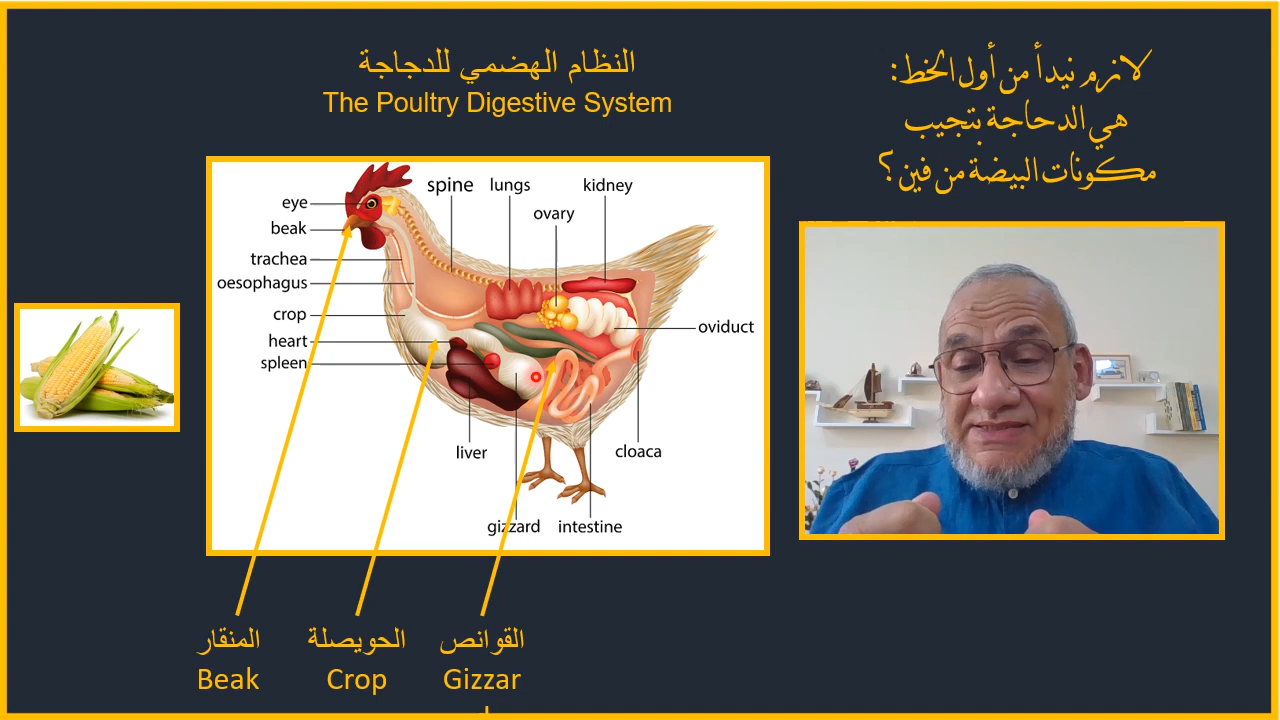 النظام الهضمي للدجاجة
The Poultry Digestive System
لازم نبدأ من أول الخط:
هي الدجاجة بتجيب
مكونات البيضة من فين؟
spine
lungs
kidney
eye
ovary
beak
trachea
oesophagus
crop
oviduct
heart
spleen
liver
cloaca
gizzard
intestine
المنقار
Beak
الحويصلة
Crop
القوانص
Gizzar